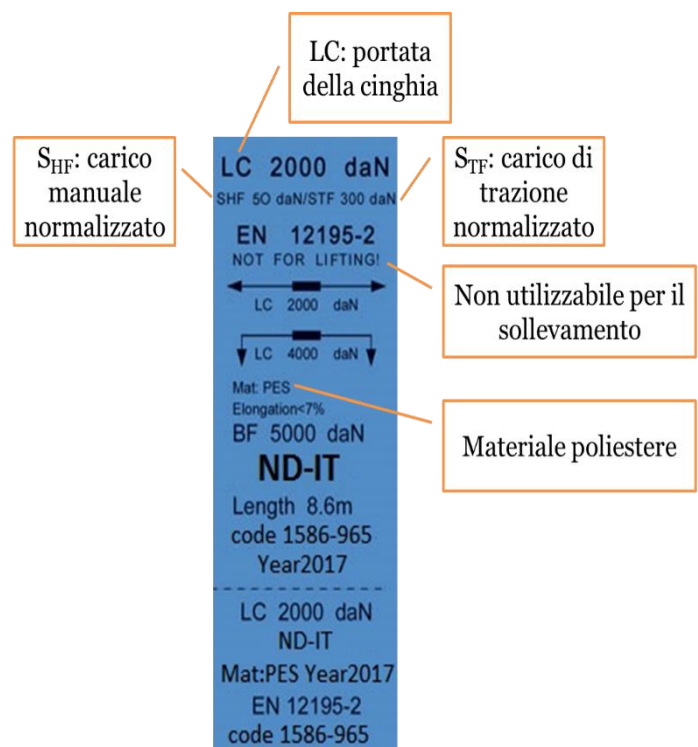 LC: portata
della cinghia
SHF: carico
manuale
normalizzato
STF: carico di
trazione
normalizzato
LC 2000 daN
SHF 50 daN/STF 300 daN
EN 12195-2
NOT FOR LIFTING!
LC 2000 daN
LC 4000 daN
Non utilizzabile per il
sollevamento
Mat: PES
Elongation<7%
BF 5000 daN
Materiale poliestere
ND-IT
Length 8.6m
code 1586-965
Year2017
LC 2000 daN
ND-IT
Mat:PES Year2017
EN 12195-2
code 1586-965